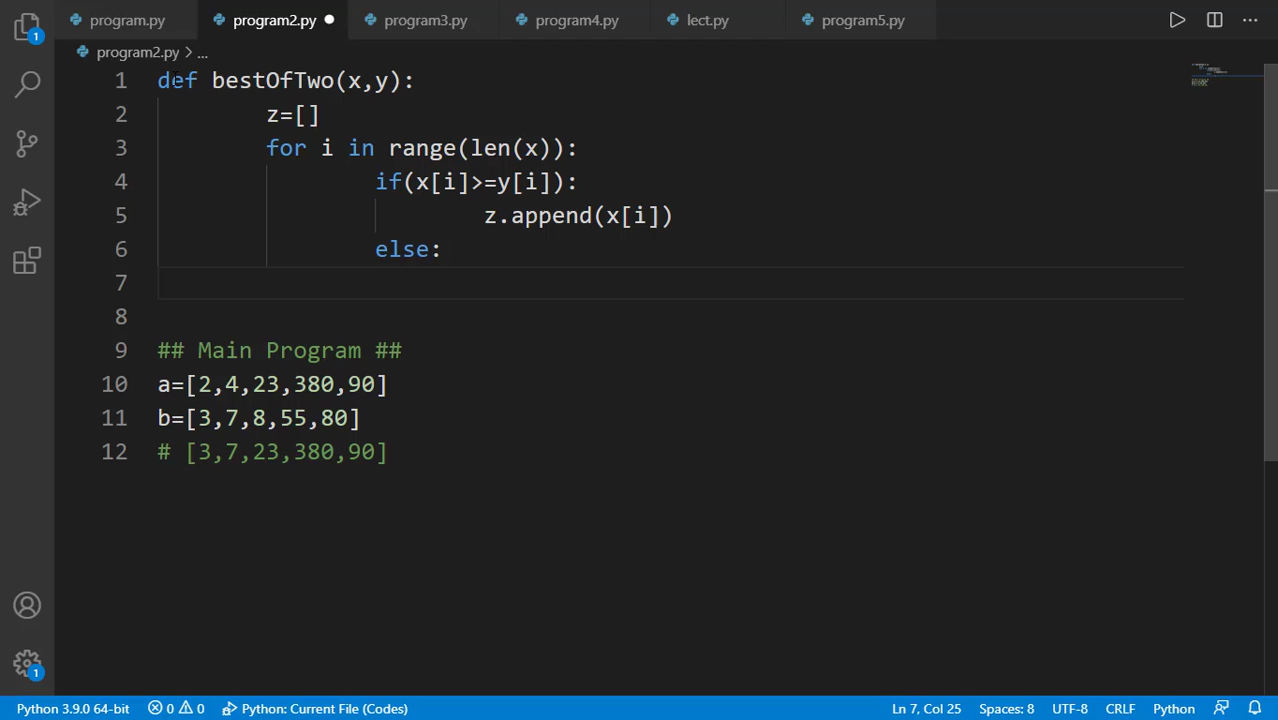 program.py program2.py program3.py program4.py lect.py program5.py
program2.py > ...
1 def bestOfTwo(x,y):
2 z=[]
3 for i in range(len(x)):
4 if(x[i]>=y[i]):
5 z.append(x[i])
6 else:
7
8
9 ## Main Program ##
10 a=[2,4,23,380,90]
11 b=[3,7,8,55,80]
12 # [3,7,23,380,90]
1
1
Python 3.9.0 64-bit 0 0 Python: Current File (Codes) Ln 7, Col 25 Spaces: 8 UTF-8 CRLF Python